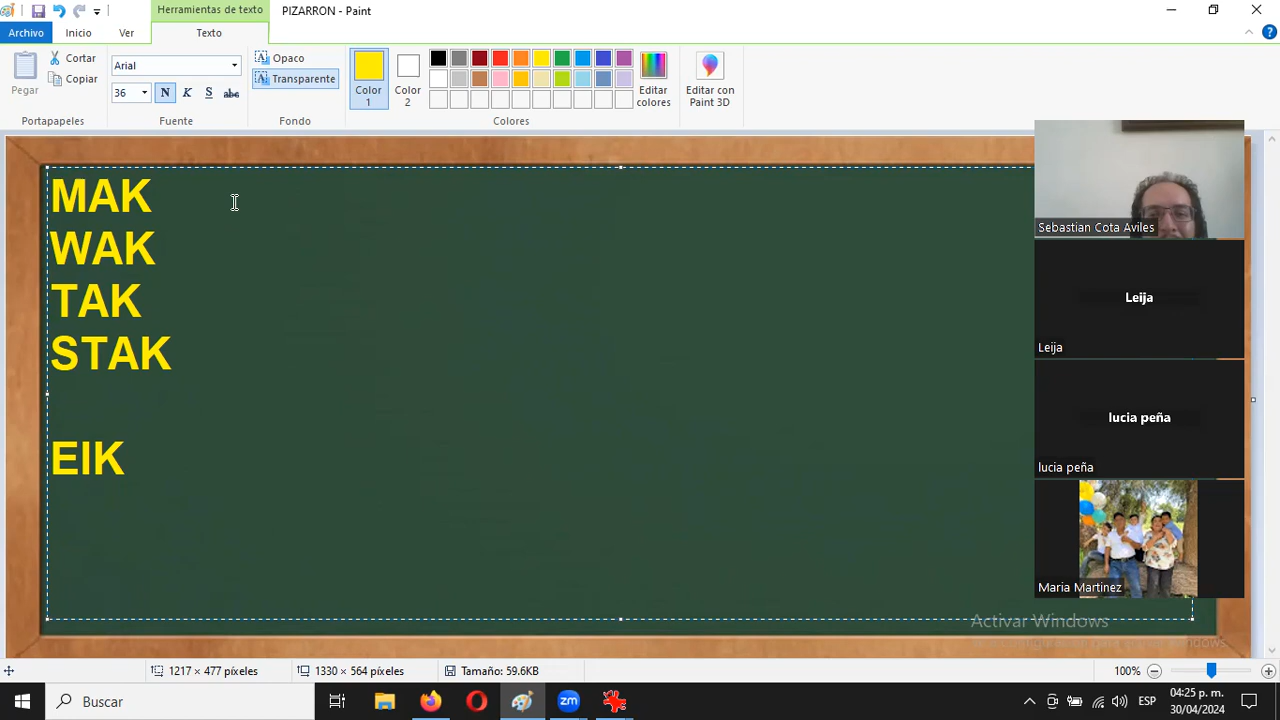 Herramientas de texto
PIZARRON - Paint
Archivo
Inicio
Ver
Texto
Pegar
Cortar
Copiar
Portapapeles
Arial
36
N K S abc
Fuente
Opaco
Transparente
Fondo
Color 1
Color 2
Editar colores
Editar con Paint 3D
Colores
MAK
WAK
TAK
STAK
EIK
Sebastian Cota Aviles
Leija
Leija
lucia peña
lucia peña
Maria Martinez
Activar Windows
1217 × 477 píxeles
1330 × 564 píxeles
Tamaño: 59.6KB
100%
Buscar
zm
ESP
04:25 p. m.
30/04/2024